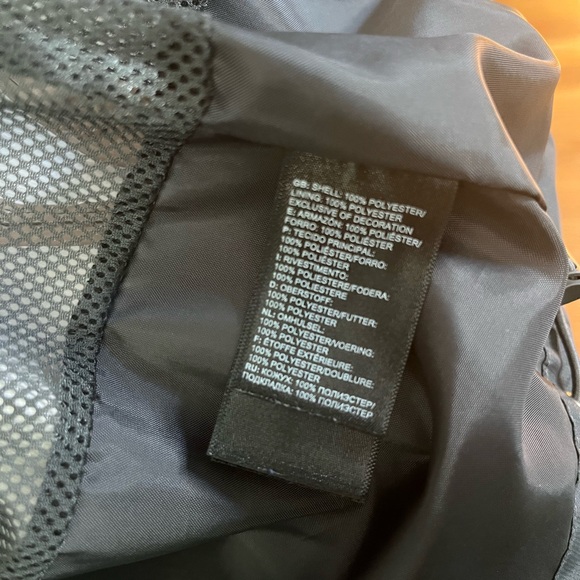 GB: SHELL: 100% POLYESTER/
LINING: 100% POLYESTER
EXCLUSIVE OF DECORATION
E: ARMAZON: 100% POLIÉSTER/
FORRO: 100% POLIÉSTER
P: TECIDO PRINCIPAL:
100% POLIÉSTER/FORRO:
100% POLIÉSTER
I: RIVESTIMENTO:
100% POLIESTERE/FODERA:
100% POLIESTERE
D: OBERSTOFF:
100% POLYESTER/FUTTER:
100% POLYESTER
NL: OMHULSEL:
100% POLYESTER/VOERING:
100% POLYESTER
F: ÉTOFFE EXTÉRIEURE:
100% POLYESTER/DOUBLURE:
100% POLYESTER
RU: КОЖУХ: 100% ПОЛИЭСТЕР/
ПОДКЛАДКА: 100% ПОЛИЭСТЕР